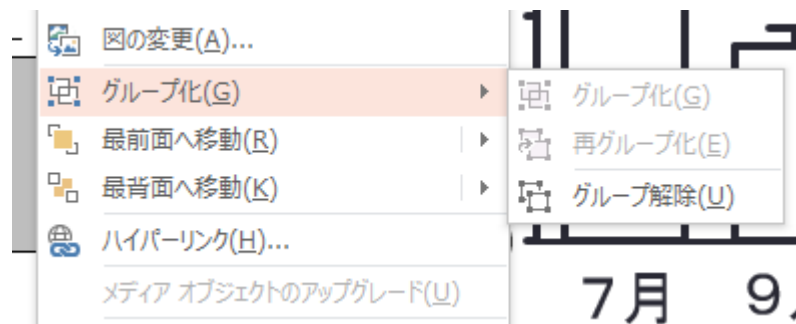 図の変更(A)...
グループ化(G)
最前面へ移動(R)
最背面へ移動(K)
ハイパーリンク(H)...
メディア オブジェクトのアップグレード(U)
グループ化(G)
再グループ化(E)
グループ解除(U)
7月
9